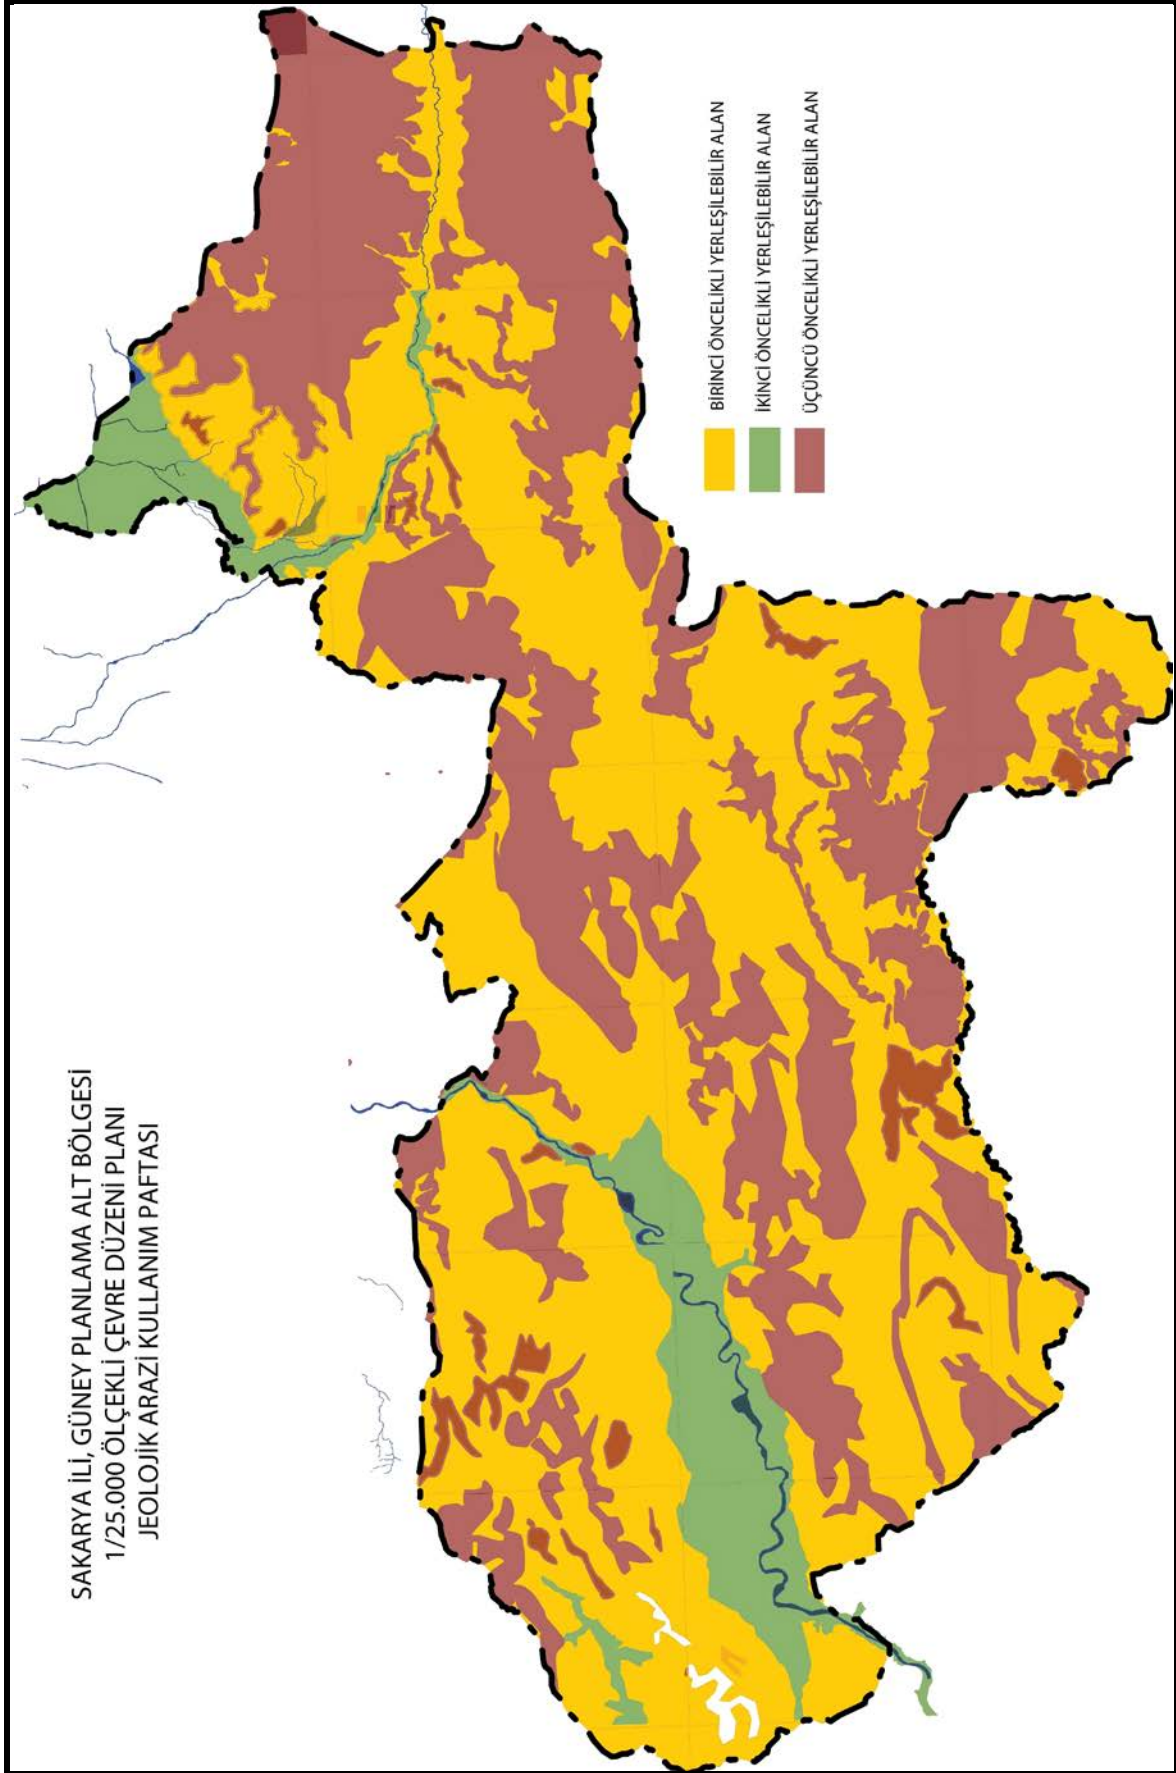 SAKARYA İLİ, GÜNEY PLANLAMA ALT BÖLGESİ
1/25.000 ÖLÇEKLİ ÇEVRE DÜZENİ PLANI
JEOLOJİK ARAZİ KULLANIM PAFTASI
BİRİNCİ ÖNCELİKLİ YERLEŞİLEBİLİR ALAN
İKİNCİ ÖNCELİKLİ YERLEŞİLEBİLİR ALAN
ÜÇÜNCÜ ÖNCELİKLİ YERLEŞİLEBİLİR ALAN